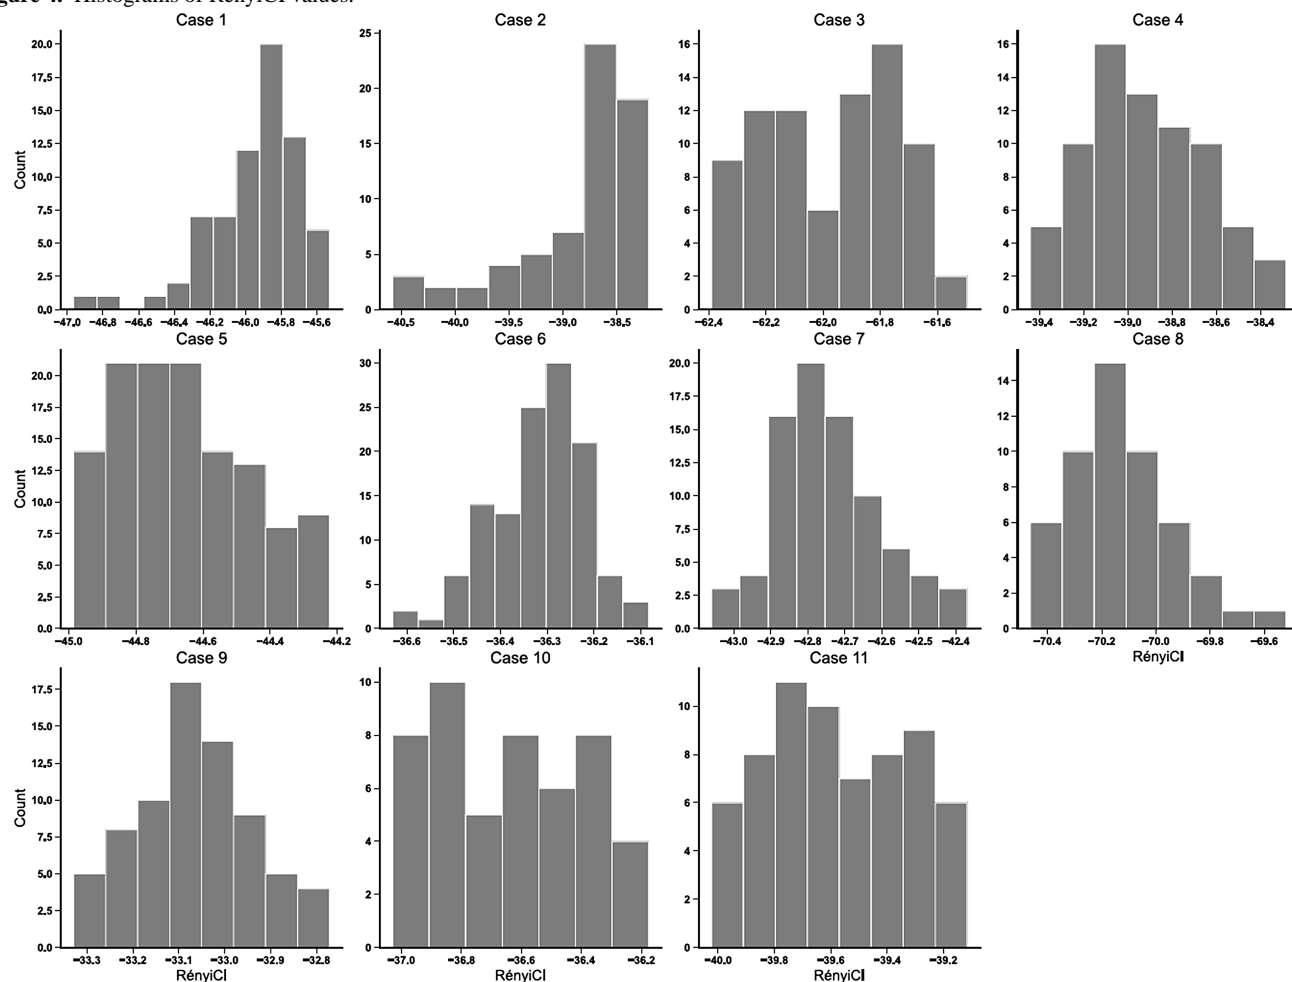 Figure 4. Histograms of RényiCI values.
Case 1
Case 2
Case 3
Case 4
Count
20.0
17.5
15.0
12.5
10.0
7.5
5.0
2.5
0.0
−47.0 −46.8 −46.6 −46.4 −46.2 −46.0 −45.8 −45.6
25
20
15
10
5
0
−40.5 −40.0 −39.5 −39.0 −38.5
16
14
12
10
8
6
4
2
0
−62.4 −62.2 −62.0 −61.8 −61.6
16
14
12
10
8
6
4
2
0
−39.4 −39.2 −39.0 −38.8 −38.6 −38.4
Case 5
Case 6
Case 7
Case 8
Count
20.0
17.5
15.0
12.5
10.0
7.5
5.0
2.5
0.0
−45.0 −44.8 −44.6 −44.4 −44.2
30
25
20
15
10
5
0
−36.6 −36.5 −36.4 −36.3 −36.2 −36.1
20.0
17.5
15.0
12.5
10.0
7.5
5.0
2.5
0.0
−43.0 −42.9 −42.8 −42.7 −42.6 −42.5 −42.4
14
12
10
8
6
4
2
0
−70.4 −70.2 −70.0 −69.8 −69.6
RényiCI
Case 9
Case 10
Case 11
Count
17.5
15.0
12.5
10.0
7.5
5.0
2.5
0.0
−33.3 −33.2 −33.1 −33.0 −32.9 −32.8
RényiCI
10
8
6
4
2
0
−37.0 −36.8 −36.6 −36.4 −36.2
RényiCI
10
8
6
4
2
0
−40.0 −39.8 −39.6 −39.4 −39.2
RényiCI